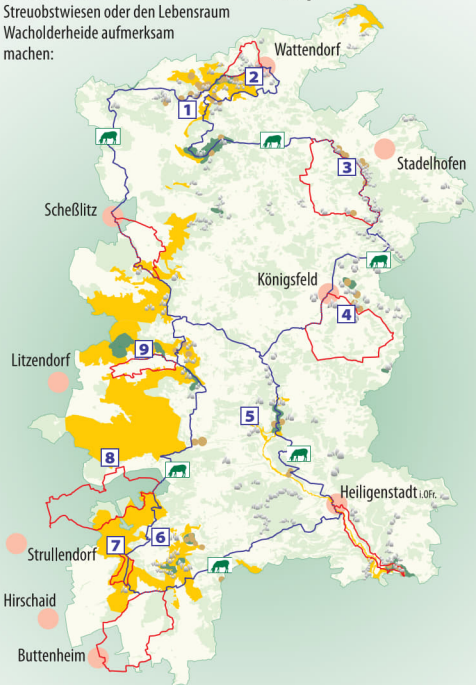 Streuobstwiesen oder den Lebensraum
Wacholderheide aufmerksam
machen:
Wattendorf
2
1
3
Stadelhofen
Scheßlitz
Königsfeld
4
9
Litzendorf
5
8
Heiligenstadt i.OFr.
7
6
Strullendorf
Hirschaid
Buttenheim